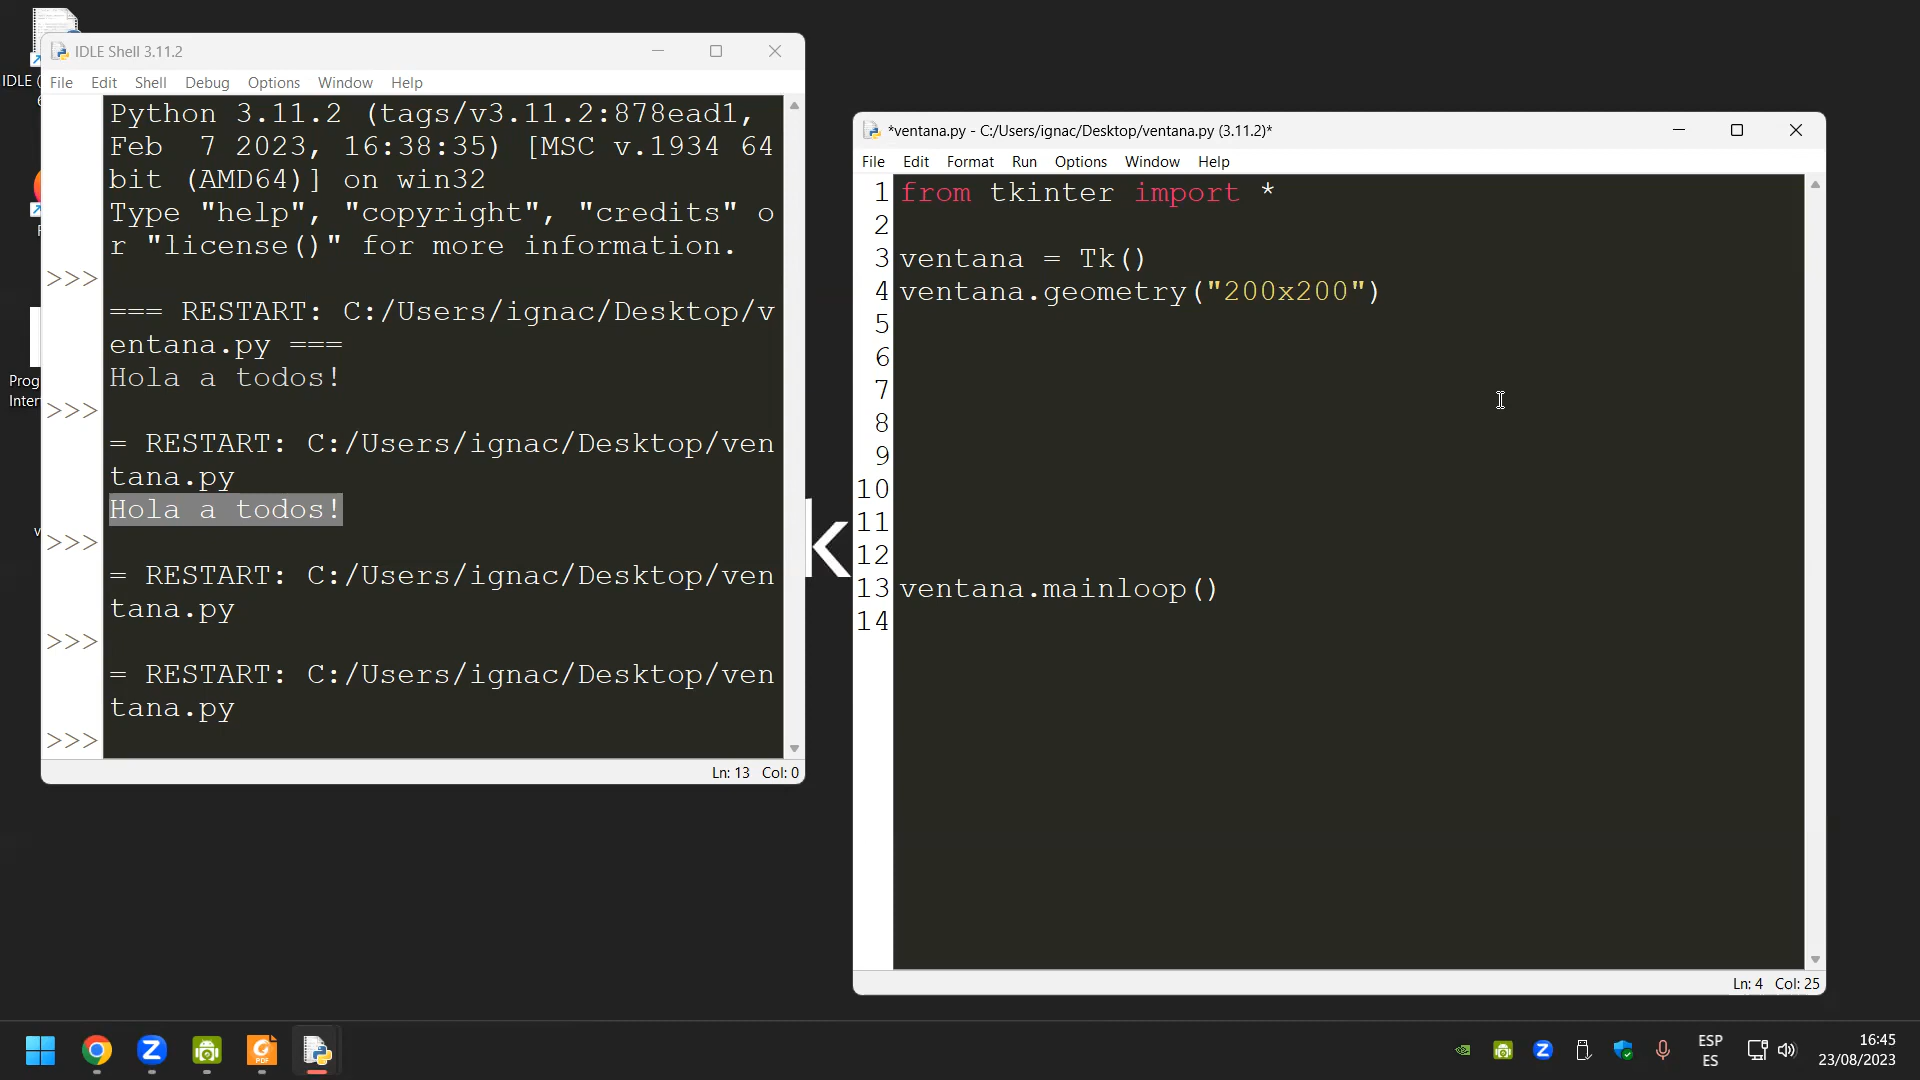 IDLE (
6
F
Prog
Inter
v
IDLE Shell 3.11.2
File Edit Shell Debug Options Window Help
Python 3.11.2 (tags/v3.11.2:878ead1,
Feb  7 2023, 16:38:35) [MSC v.1934 64
bit (AMD64)] on win32
Type "help", "copyright", "credits" o
r "license()" for more information.
>>>
=== RESTART: C:/Users/ignac/Desktop/v
entana.py ===
Hola a todos!
>>>
= RESTART: C:/Users/ignac/Desktop/ven
tana.py
Hola a todos!
>>>
= RESTART: C:/Users/ignac/Desktop/ven
tana.py
>>>
= RESTART: C:/Users/ignac/Desktop/ven
tana.py
>>>
Ln: 13 Col: 0
k
*ventana.py - C:/Users/ignac/Desktop/ventana.py (3.11.2)*
File Edit Format Run Options Window Help
1 from tkinter import *
2
3 ventana = Tk()
4 ventana.geometry("200x200")
5
6
7
8
9
10
11
12
13 ventana.mainloop()
14
Ln: 4 Col: 25
ESP
ES
16:45
23/08/2023